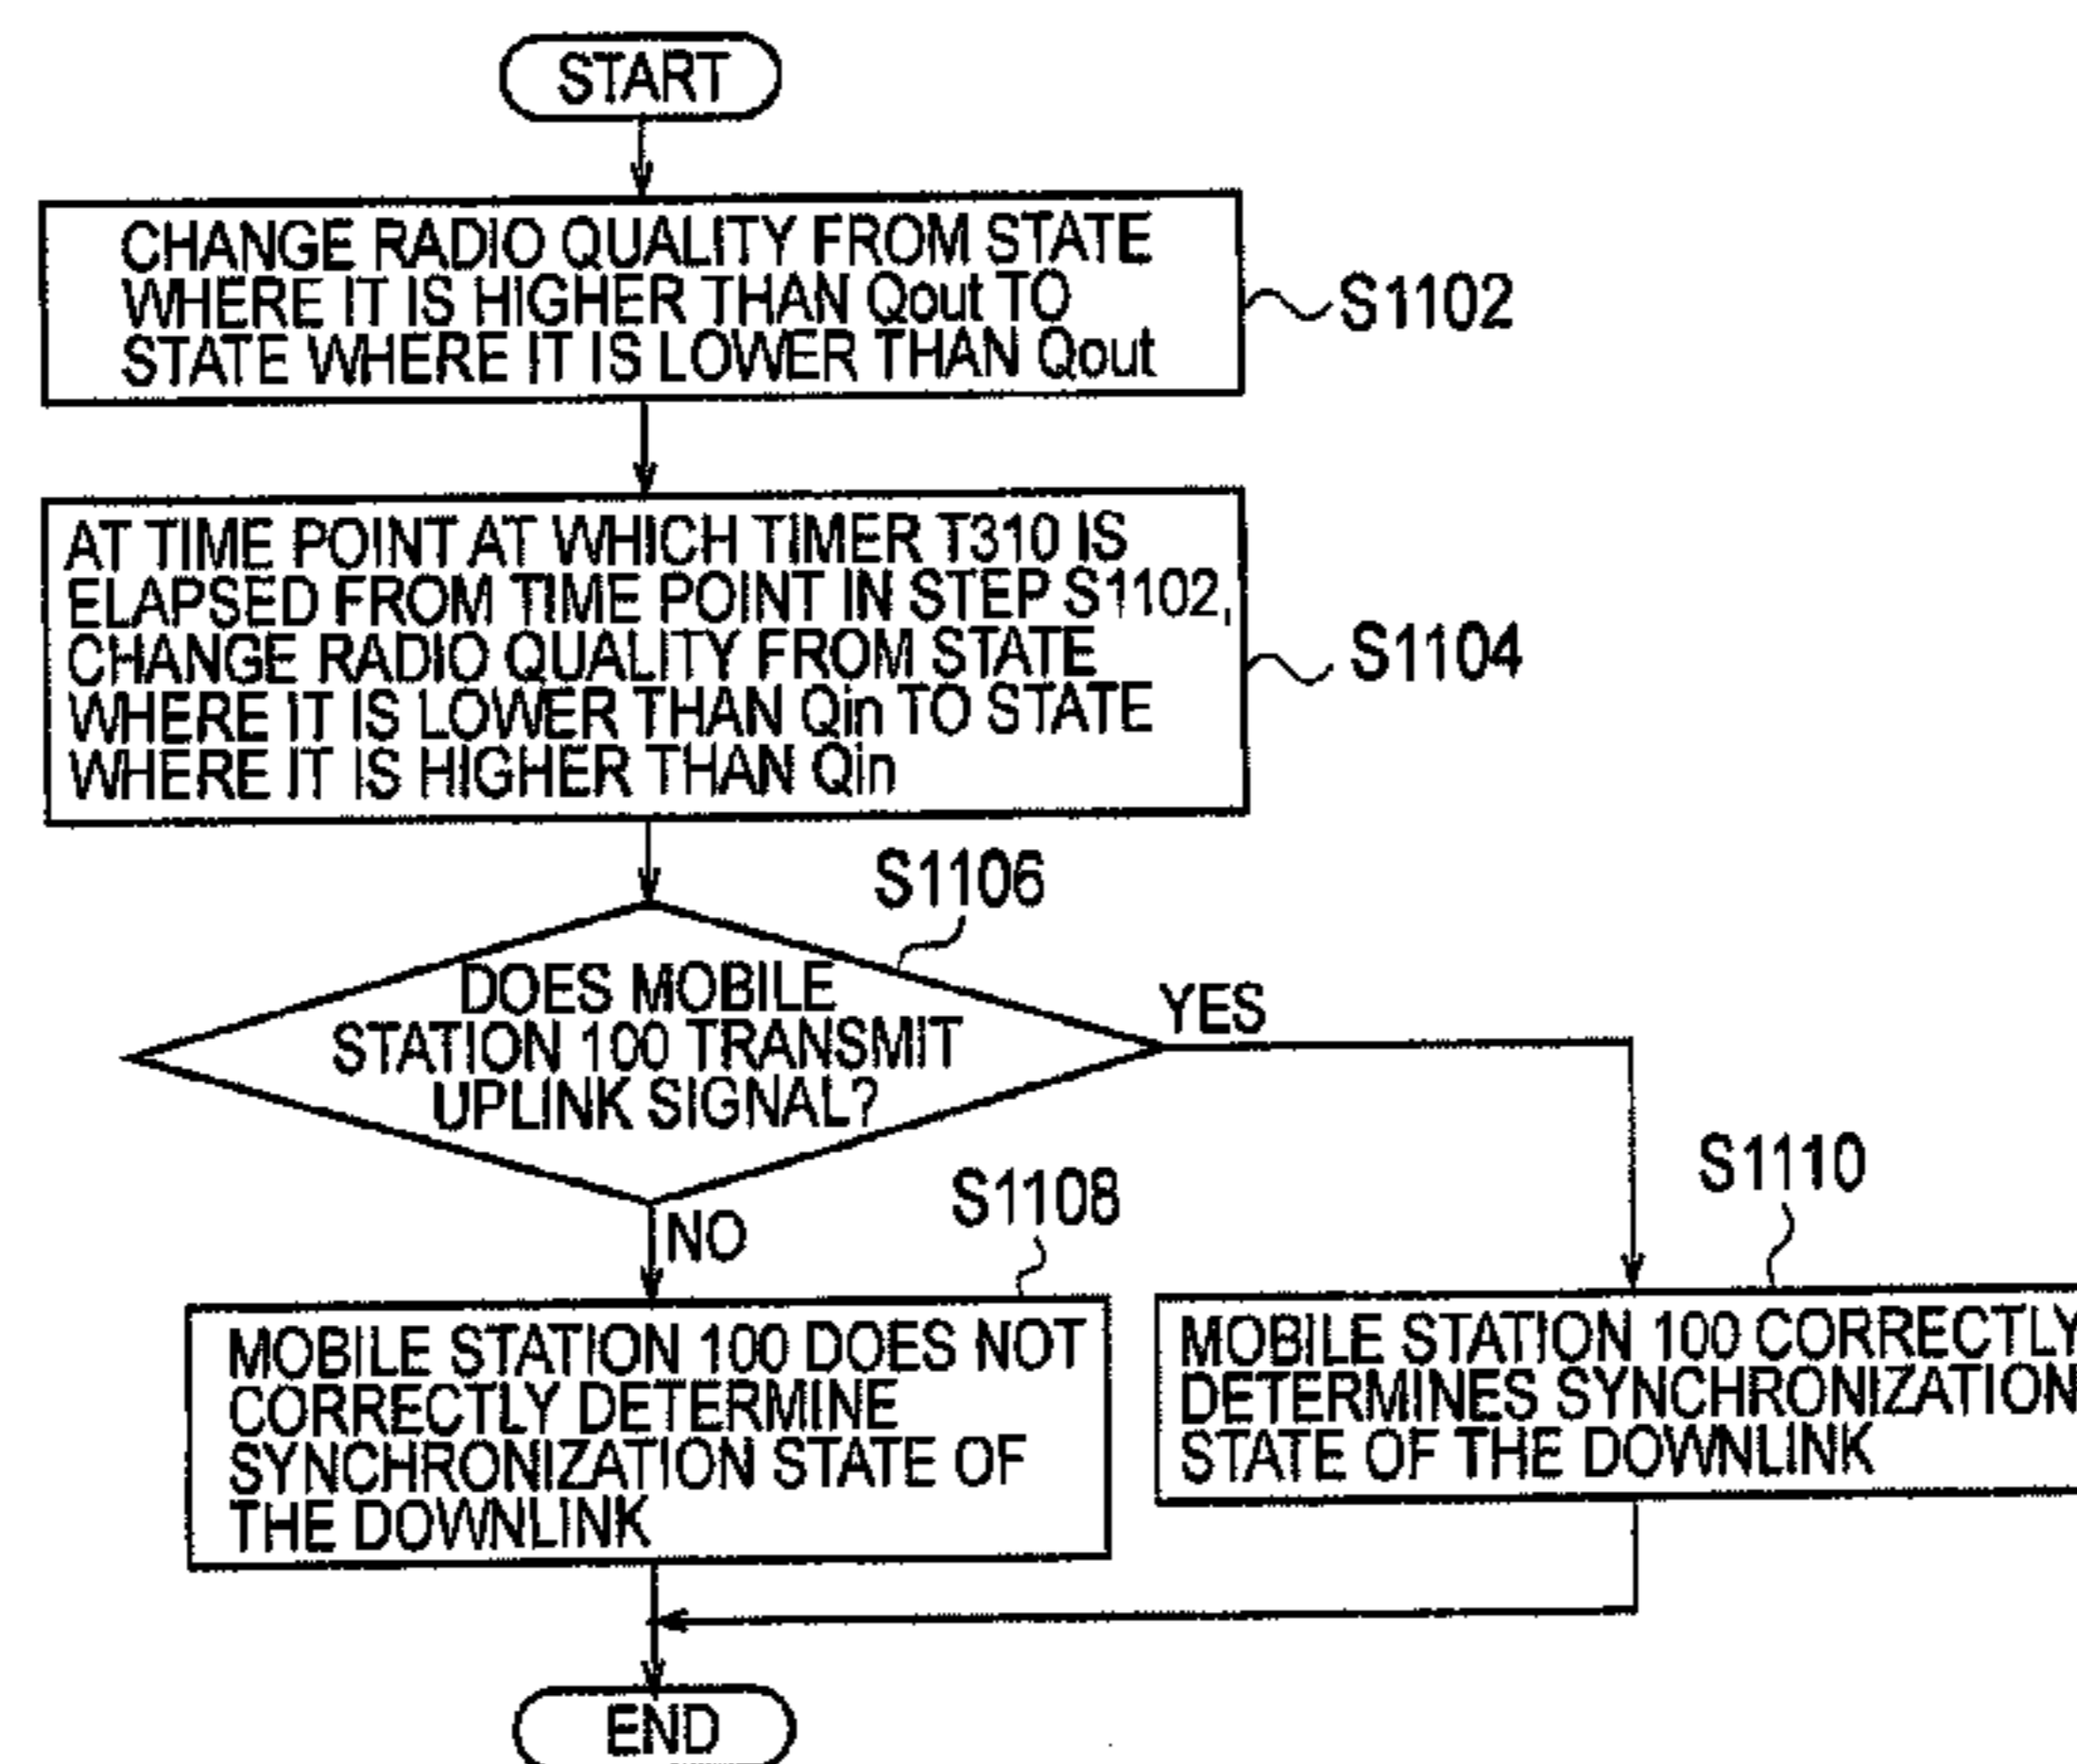 START
CHANGE RADIO QUALITY FROM STATE
WHERE IT IS HIGHER THAN Qout TO
STATE WHERE IT IS LOWER THAN Qout
S1102
AT TIME POINT AT WHICH TIMER T310 IS
ELAPSED FROM TIME POINT IN STEP S1102,
CHANGE RADIO QUALITY FROM STATE
WHERE IT IS LOWER THAN Qin TO STATE
WHERE IT IS HIGHER THAN Qin
S1104
S1106
DOES MOBILE
STATION 100 TRANSMIT
UPLINK SIGNAL?
YES
NO
S1108
MOBILE STATION 100 DOES NOT
CORRECTLY DETERMINE
SYNCHRONIZATION STATE OF
THE DOWNLINK
S1110
MOBILE STATION 100 CORRECTLY
DETERMINES SYNCHRONIZATION
STATE OF THE DOWNLINK
END